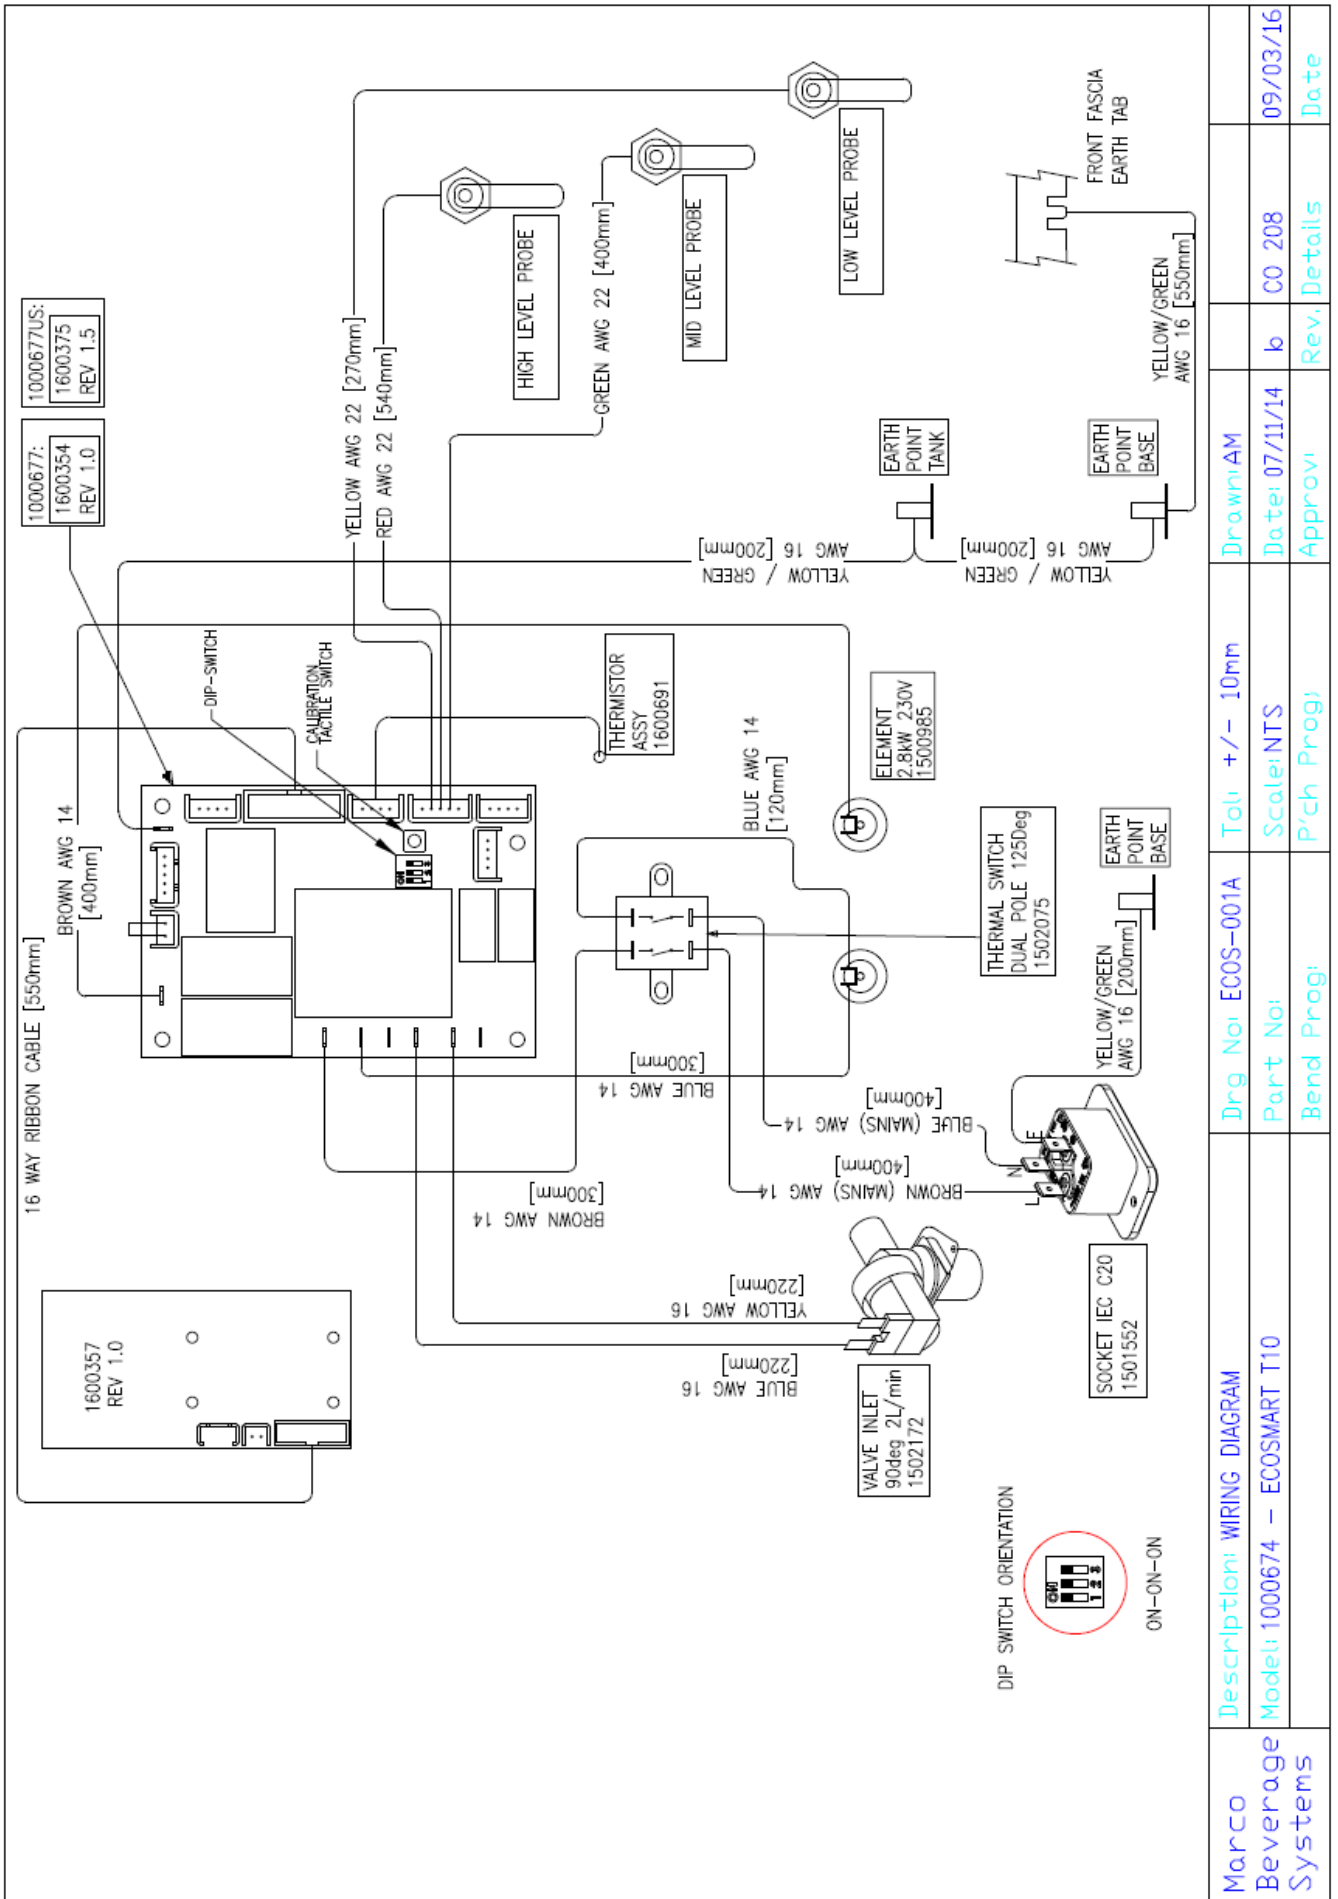 16 WAY RIBBON CABLE [550mm]
1600357
REV 1.0
BROWN AWG 14
[400mm]
1000677:
1600354
REV 1.0
1000677US:
1600375
REV 1.5
DIP-SWITCH
CALIBRATION
TACTILE SWITCH
YELLOW AWG 22 [270mm]
RED AWG 22 [540mm]
GREEN AWG 22 [400mm]
HIGH LEVEL PROBE
MID LEVEL PROBE
LOW LEVEL PROBE
THERMISTOR
ASSY
1600691
BLUE AWG 14
[120mm]
ELEMENT
2.8kW 230V
1500985
THERMAL SWITCH
DUAL POLE 125Deg
1502075
YELLOW / GREEN
AWG 16 [200mm]
EARTH
POINT
TANK
YELLOW / GREEN
AWG 16 [200mm]
EARTH
POINT
BASE
YELLOW/GREEN
AWG 16 [550mm]
FRONT FASCIA
EARTH TAB
BLUE AWG 14
[300mm]
BROWN AWG 14
[300mm]
BLUE (MAINS) AWG 14
[400mm]
BROWN (MAINS) AWG 14
[400mm]
YELLOW AWG 16
[220mm]
BLUE AWG 16
[220mm]
VALVE INLET
90deg 2L/min
1502172
L
N
E
YELLOW/GREEN
AWG 16 [200mm]
EARTH
POINT
BASE
SOCKET IEC C20
1501552
DIP SWITCH ORIENTATION
ON
1 2 3
ON-ON-ON
Marco
Beverage
Systems
Description: WIRING DIAGRAM
Model: 1000674 - ECOSMART T10
Drg No: ECOS-001A
Part No:
Bend Prog:
Tol: +/- 10mm
Scale: NTS
P'ch Prog:
Drawn: AM
Date: 07/11/14
Approv:
b
CO 208
09/03/16
Rev.
Details
Date